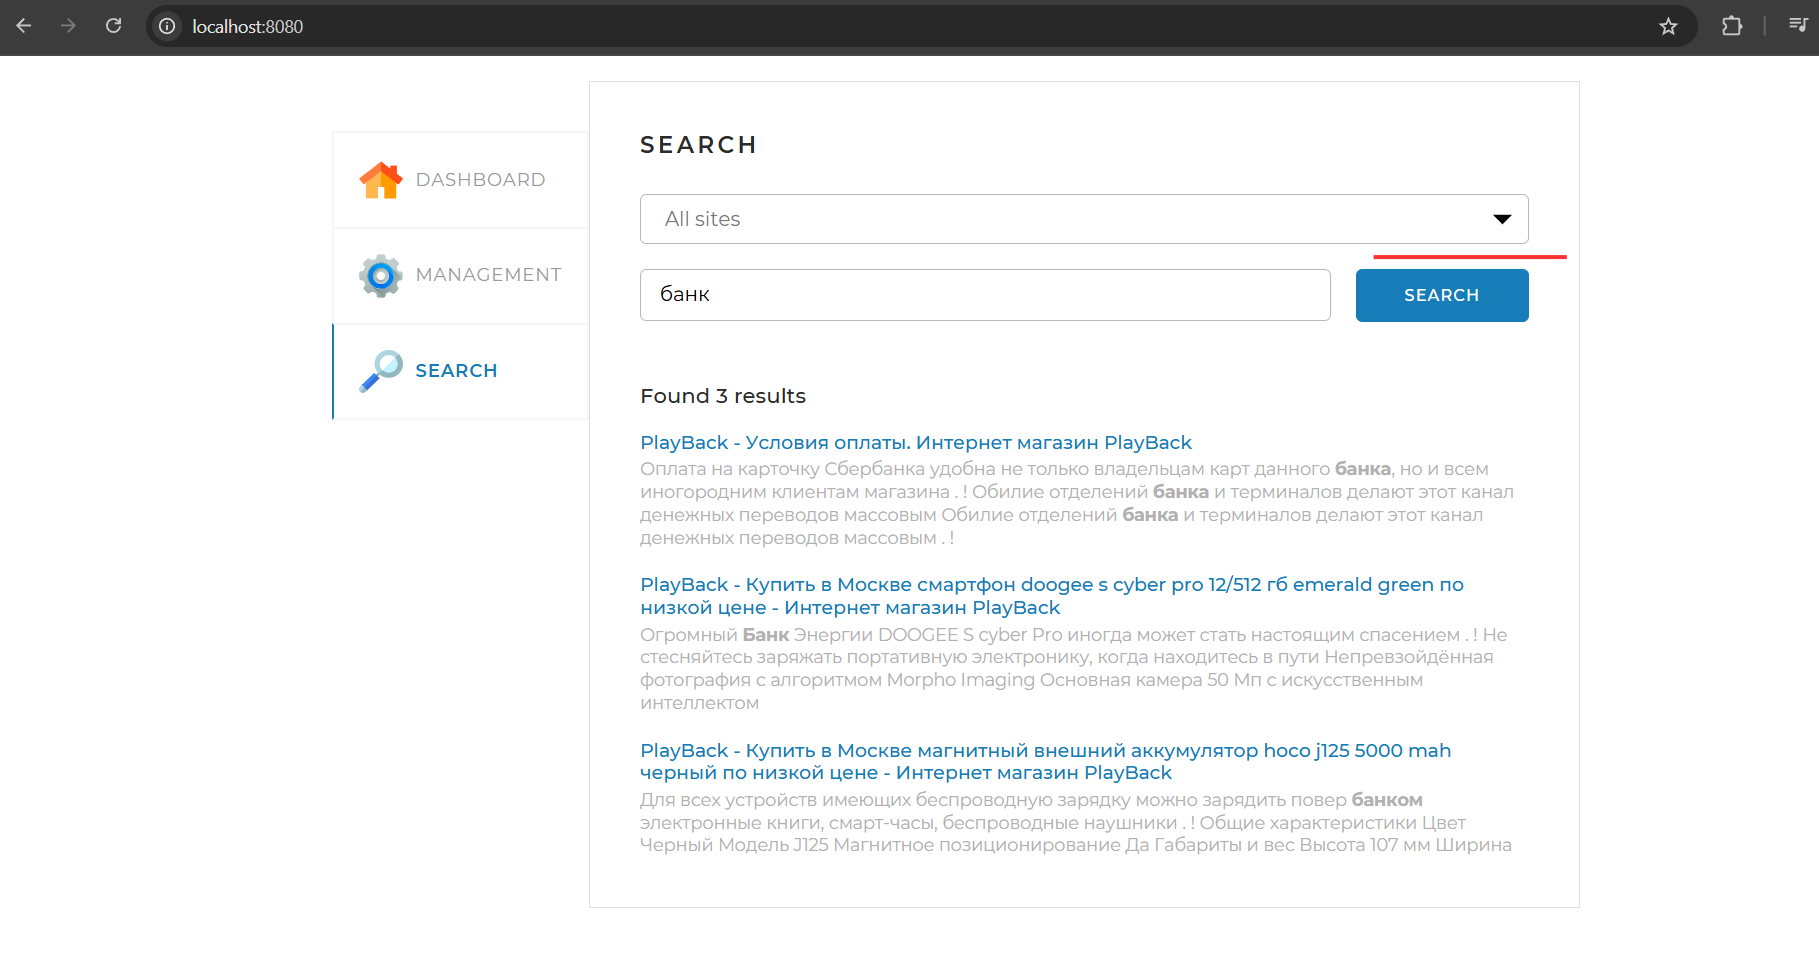 localhost:8080
DASHBOARD
MANAGEMENT
SEARCH
SEARCH
All sites
банк
SEARCH
Found 3 results
PlayBack - Условия оплаты. Интернет магазин PlayBack
Оплата на карточку Сбербанка удобна не только владельцам карт данного банка, но и всем
иногородним клиентам магазина . ! Обилие отделений банка и терминалов делают этот канал
денежных переводов массовым Обилие отделений банка и терминалов делают этот канал
денежных переводов массовым . !
PlayBack - Купить в Москве смартфон doogee s cyber pro 12/512 гб emerald green по
низкой цене - Интернет магазин PlayBack
Огромный Банк Энергии DOOGEE S cyber Pro иногда может стать настоящим спасением . ! Не
стесняйтесь заряжать портативную электронику, когда находитесь в пути Непревзойдённая
фотография с алгоритмом Morpho Imaging Основная камера 50 Мп с искусственным
интеллектом
PlayBack - Купить в Москве магнитный внешний аккумулятор hoco j125 5000 mah
черный по низкой цене - Интернет магазин PlayBack
Для всех устройств имеющих беспроводную зарядку можно зарядить повер банком
электронные книги, смарт-часы, беспроводные наушники . ! Общие характеристики Цвет
Черный Модель J125 Магнитное позиционирование Да Габариты и вес Высота 107 мм Ширина